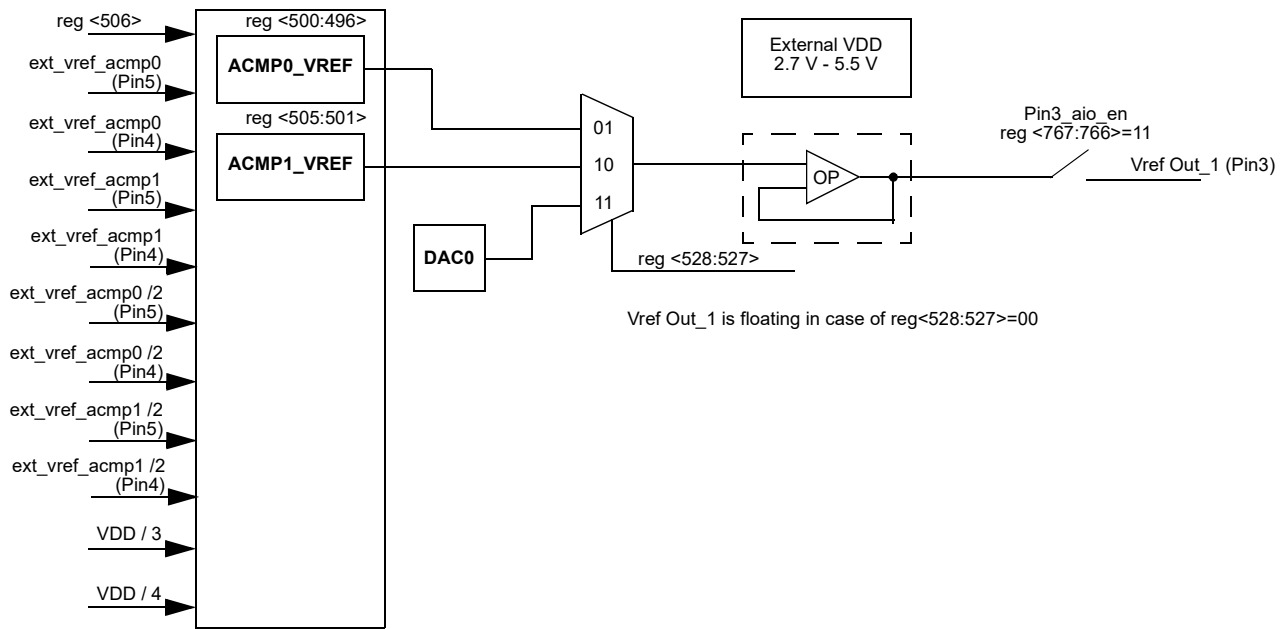 reg <506>
ext_vref_acmp0
(Pin5)
ext_vref_acmp0
(Pin4)
ext_vref_acmp1
(Pin5)
ext_vref_acmp1
(Pin4)
ext_vref_acmp0 /2
(Pin5)
ext_vref_acmp0 /2
(Pin4)
ext_vref_acmp1 /2
(Pin5)
ext_vref_acmp1 /2
(Pin4)
VDD / 3
VDD / 4
reg <500:496>
ACMP0_VREF
reg <505:501>
ACMP1_VREF
DAC0
01
10
11
reg <528:527>
External VDD
2.7 V - 5.5 V
OP
Pin3_aio_en
reg <767:766>=11
Vref Out_1 (Pin3)
Vref Out_1 is floating in case of reg<528:527>=00